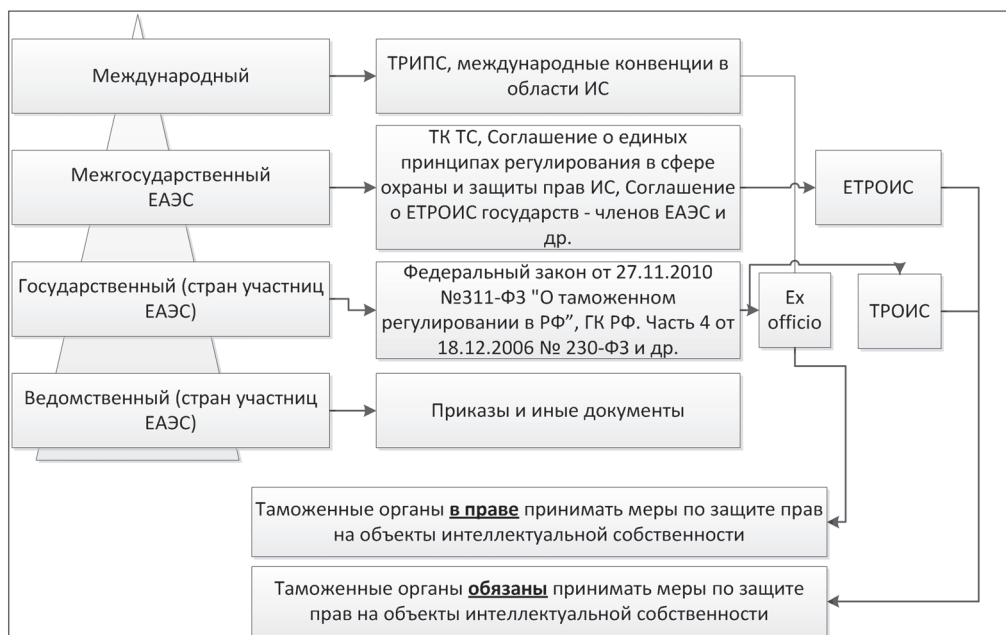 Международный
ТРИПС, международные конвенции в
области ИС
Межгосударственный
ЕАЭС
ТК ТС, Соглашение о единых
принципах регулирования в сфере
охраны и защиты прав ИС, Соглашение
о ЕТРОИС государств - членов ЕАЭС и
др.
ЕТРОИС
Государственный (стран участниц
ЕАЭС)
Федеральный закон от 27.11.2010
№311-ФЗ "О таможенном
регулировании в РФ”, ГК РФ. Часть 4 от
18.12.2006 № 230-ФЗ и др.
Ex
officio
ТРОИС
Ведомственный (стран участниц
ЕАЭС)
Приказы и иные документы
Таможенные органы в праве принимать меры по защите прав
на объекты интеллектуальной собственности
Таможенные органы обязаны принимать меры по защите
прав на объекты интеллектуальной собственности